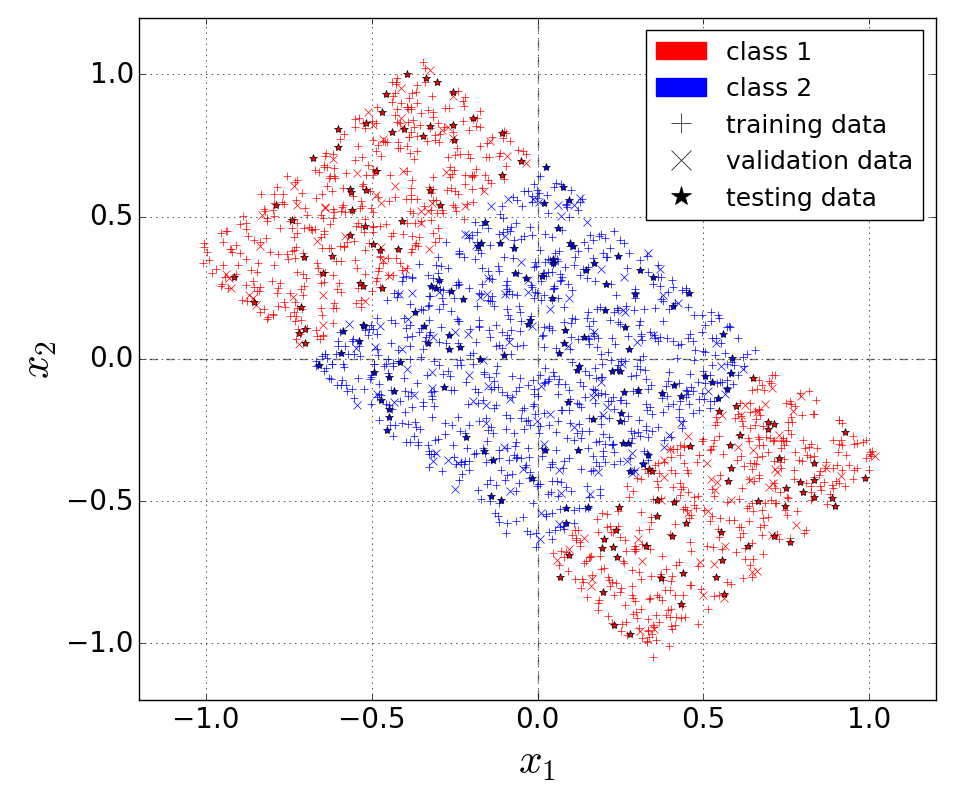 class 1
class 2
training data
validation data
testing data
1.0
0.5
0.0
−0.5
−1.0
x₂
−1.0 −0.5 0.0 0.5 1.0
x₁